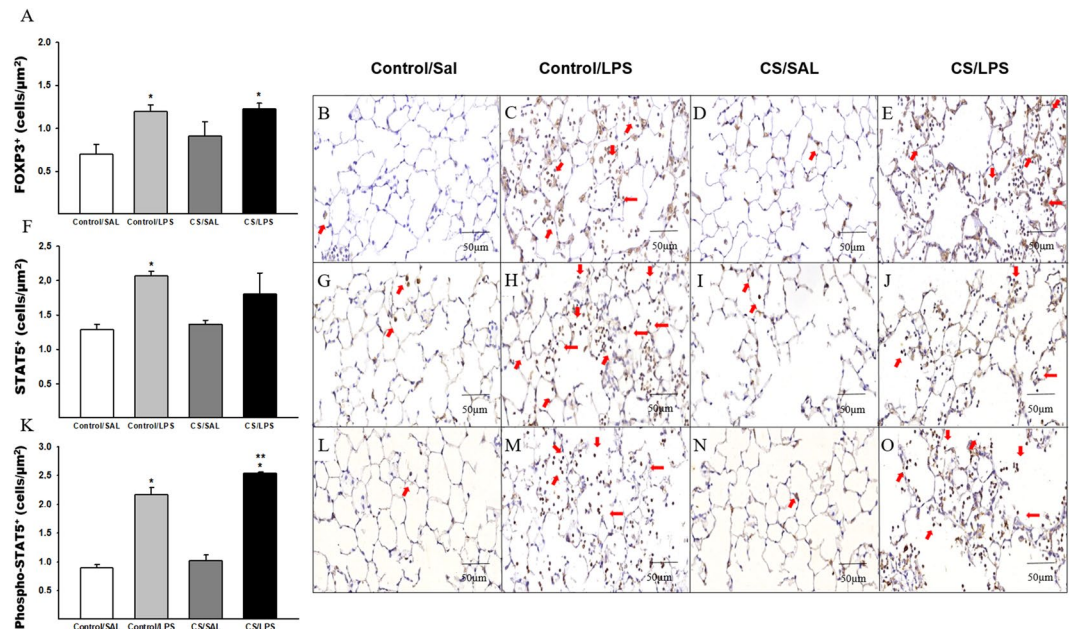 A
FOXP3⁺ (cells/µm²)
2.0
1.5
1.0
0.5
*
*
Control/SAL Control/LPS CS/SAL CS/LPS
F
STAT5⁺ (cells/µm²)
2.5
2.0
1.5
1.0
0.5
*
Control/SAL Control/LPS CS/SAL CS/LPS
K
Phospho-STAT5⁺ (cells/µm²)
3.0
2.5
2.0
1.5
1.0
0.5
*
**
*
Control/SAL Control/LPS CS/SAL CS/LPS
Control/Sal Control/LPS CS/SAL CS/LPS
B C D E
50µm 50µm 50µm 50µm
G H I J
50µm 50µm 50µm 50µm
L M N O
50µm 50µm 50µm 50µm